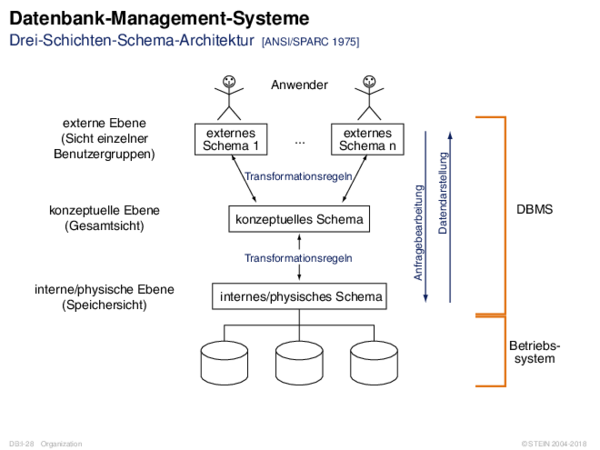 Datenbank-Management-Systeme
Drei-Schichten-Schema-Architektur [ANSI/SPARC 1975]
Anwender
externe Ebene
(Sicht einzelner
Benutzergruppen)
externes
Schema 1
...
externes
Schema n
Transformationsregeln
konzeptuelle Ebene
(Gesamtsicht)
konzeptuelles Schema
Transformationsregeln
interne/physische Ebene
(Speichersicht)
internes/physisches Schema
Anfragebearbeitung
Datendarstellung
DBMS
Betriebs-
system
DB:I-28 Organization
© STEIN 2004-2018